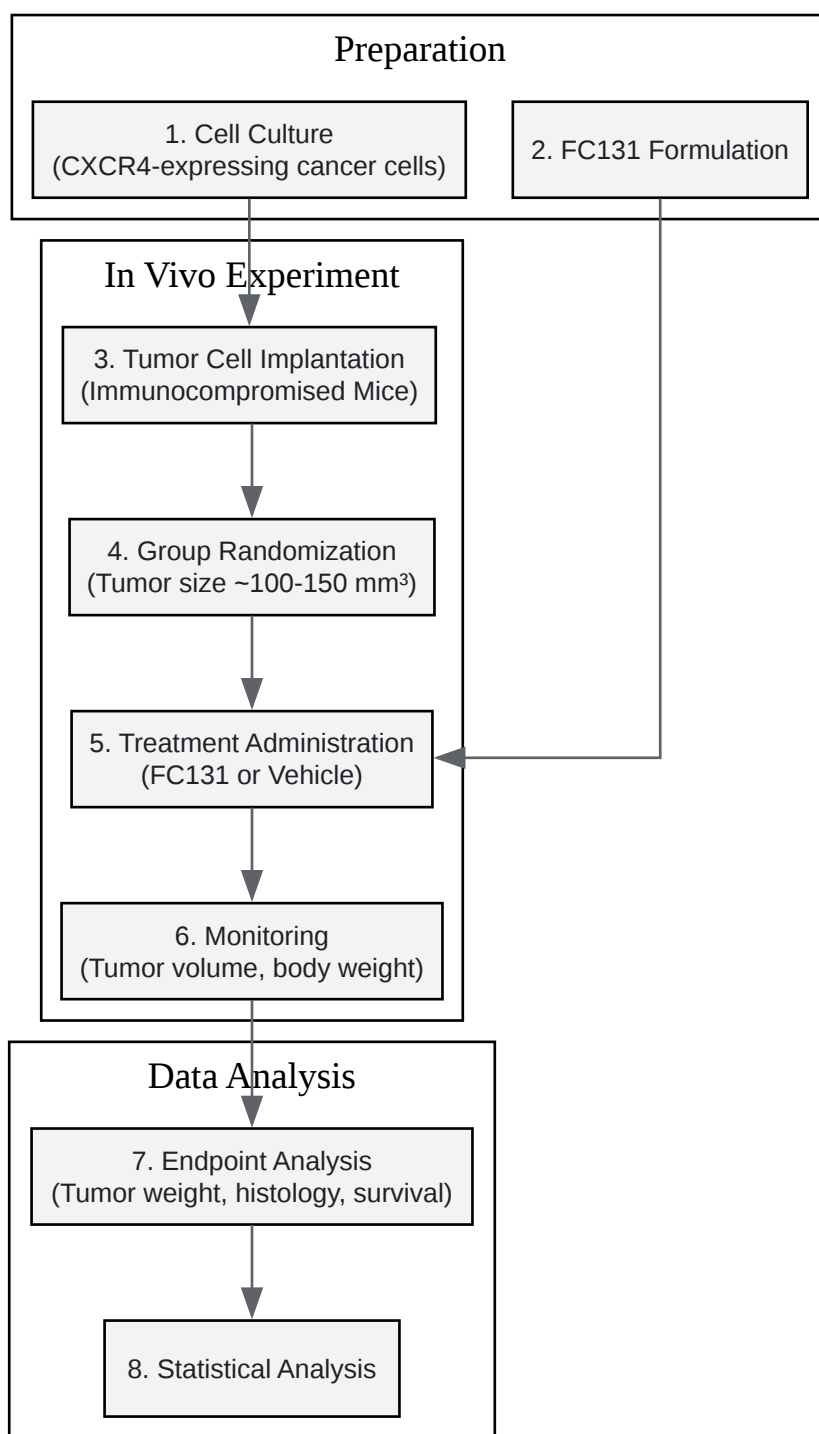 Preparation
1. Cell Culture
(CXCR4-expressing cancer cells)
2. FC131 Formulation
In Vivo Experiment
3. Tumor Cell Implantation
(Immunocompromised Mice)
4. Group Randomization
(Tumor size ~100-150 mm³)
5. Treatment Administration
(FC131 or Vehicle)
6. Monitoring
(Tumor volume, body weight)
Data Analysis
7. Endpoint Analysis
(Tumor weight, histology, survival)
8. Statistical Analysis